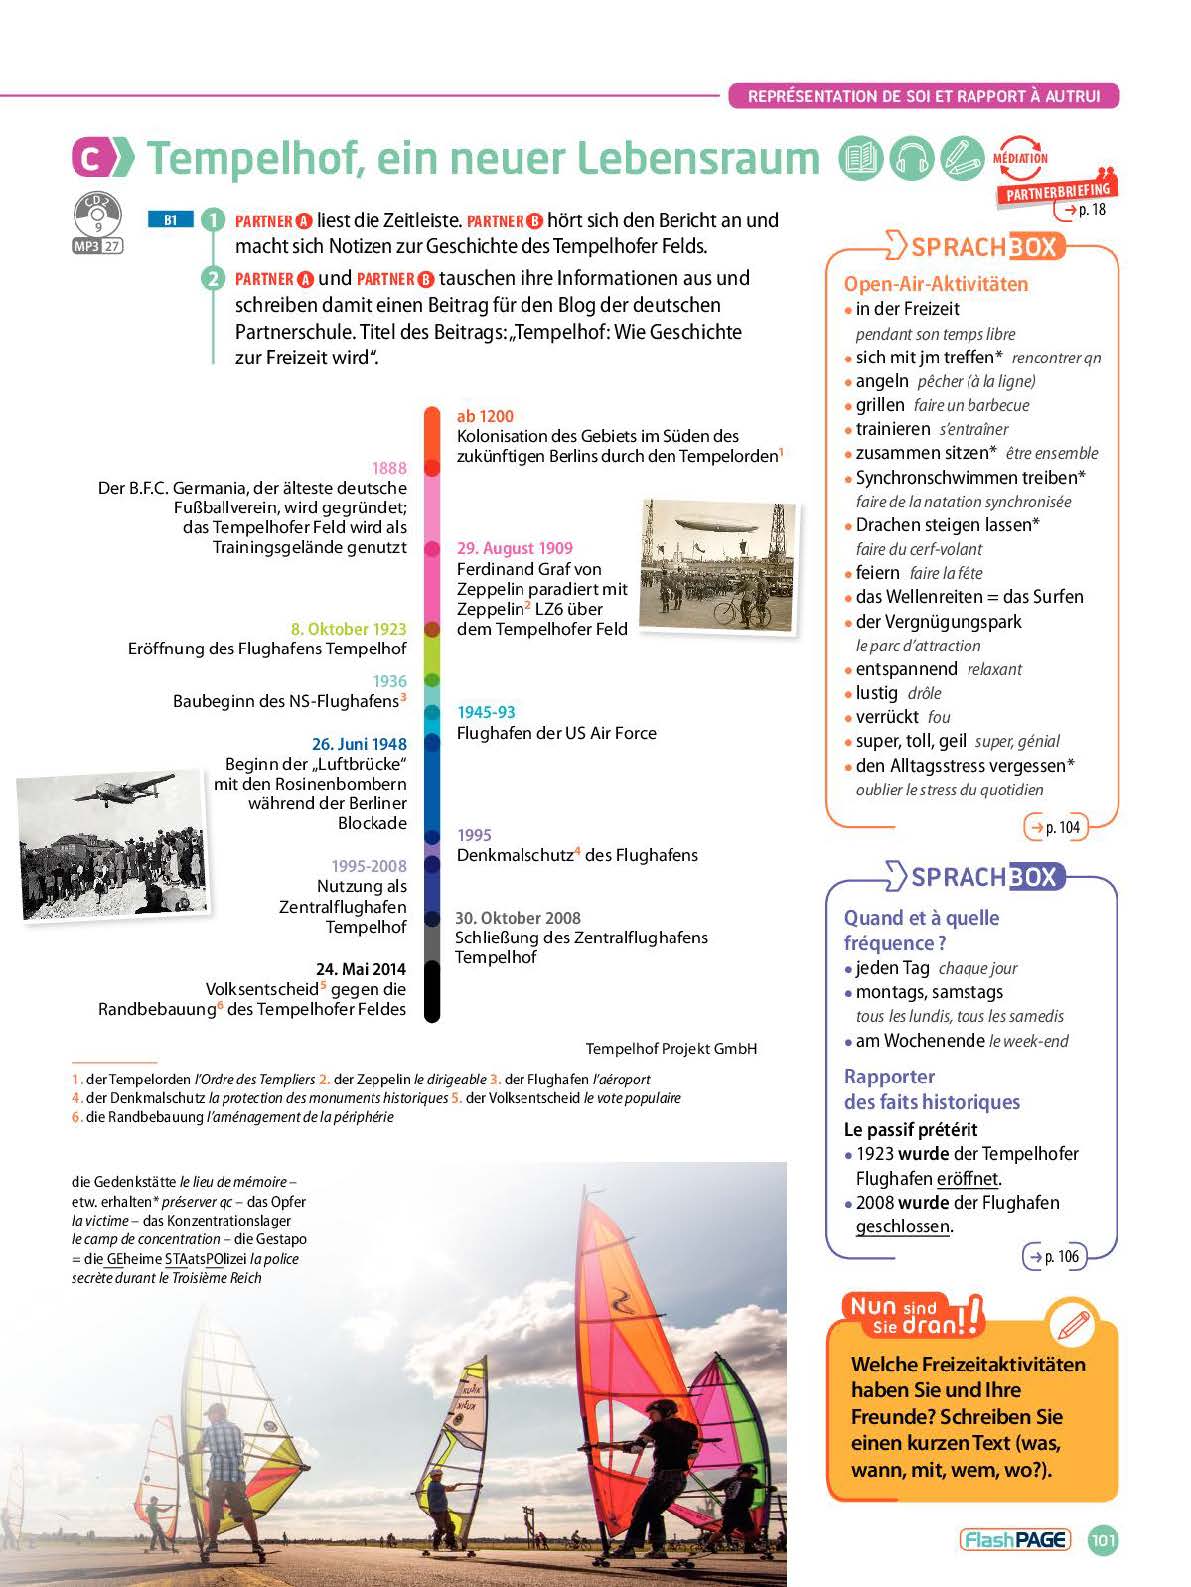 REPRÉSENTATION DE SOI ET RAPPORT À AUTRUI
C Tempelhof, ein neuer Lebensraum
MÉDIATION
PARTNERBRIEFING
→ p. 18
CD 2
9
MP3 27
B1
1 PARTNER A liest die Zeitleiste. PARTNER B hört sich den Bericht an und
macht sich Notizen zur Geschichte des Tempelhofer Felds.
2 PARTNER A und PARTNER B tauschen ihre Informationen aus und
schreiben damit einen Beitrag für den Blog der deutschen
Partnerschule. Titel des Beitrags: „Tempelhof: Wie Geschichte
zur Freizeit wird“.
ab 1200
Kolonisation des Gebiets im Süden des
zukünftigen Berlins durch den Tempelorden1
1888
Der B.F.C. Germania, der älteste deutsche
Fußballverein, wird gegründet;
das Tempelhofer Feld wird als
Trainingsgelände genutzt
29. August 1909
Ferdinand Graf von
Zeppelin paradiert mit
Zeppelin2 LZ6 über
dem Tempelhofer Feld
8. Oktober 1923
Eröffnung des Flughafens Tempelhof
1936
Baubeginn des NS-Flughafens3
1945-93
Flughafen der US Air Force
26. Juni 1948
Beginn der „Luftbrücke“
mit den Rosinenbombern
während der Berliner
Blockade
1995
Denkmalschutz4 des Flughafens
1995-2008
Nutzung als
Zentralflughafen
Tempelhof
30. Oktober 2008
Schließung des Zentralflughafens
Tempelhof
24. Mai 2014
Volksentscheid5 gegen die
Randbebauung6 des Tempelhofer Feldes
Tempelhof Projekt GmbH
1. der Tempelorden l'Ordre des Templiers 2. der Zeppelin le dirigeable 3. der Flughafen l'aéroport
4. der Denkmalschutz la protection des monuments historiques 5. der Volksentscheid le vote populaire
6. die Randbebauung l'aménagement de la périphérie
die Gedenkstätte le lieu de mémoire –
etw. erhalten* préserver qc – das Opfer
la victime – das Konzentrationslager
le camp de concentration – die Gestapo
= die GEheime STAatsPOlizei la police
secrète durant le Troisième Reich
SPRACHBOX
Open-Air-Aktivitäten
• in der Freizeit
pendant son temps libre
• sich mit jm treffen* rencontrer qn
• angeln pêcher (à la ligne)
• grillen faire un barbecue
• trainieren s'entraîner
• zusammen sitzen* être ensemble
• Synchronschwimmen treiben*
faire de la natation synchronisée
• Drachen steigen lassen*
faire du cerf-volant
• feiern faire la fête
• das Wellenreiten = das Surfen
• der Vergnügungspark
le parc d'attraction
• entspannend relaxant
• lustig drôle
• verrückt fou
• super, toll, geil super, génial
• den Alltagsstress vergessen*
oublier le stress du quotidien
→ p. 104
SPRACHBOX
Quand et à quelle
fréquence ?
• jeden Tag chaque jour
• montags, samstags
tous les lundis, tous les samedis
• am Wochenende le week-end
Rapporter
des faits historiques
Le passif prétérit
• 1923 wurde der Tempelhofer
Flughafen eröffnet.
• 2008 wurde der Flughafen
geschlossen.
→ p. 106
Nun sind
Sie dran!!
Welche Freizeitaktivitäten
haben Sie und Ihre
Freunde? Schreiben Sie
einen kurzen Text (was,
wann, mit, wem, wo?).
FlashPAGE
101